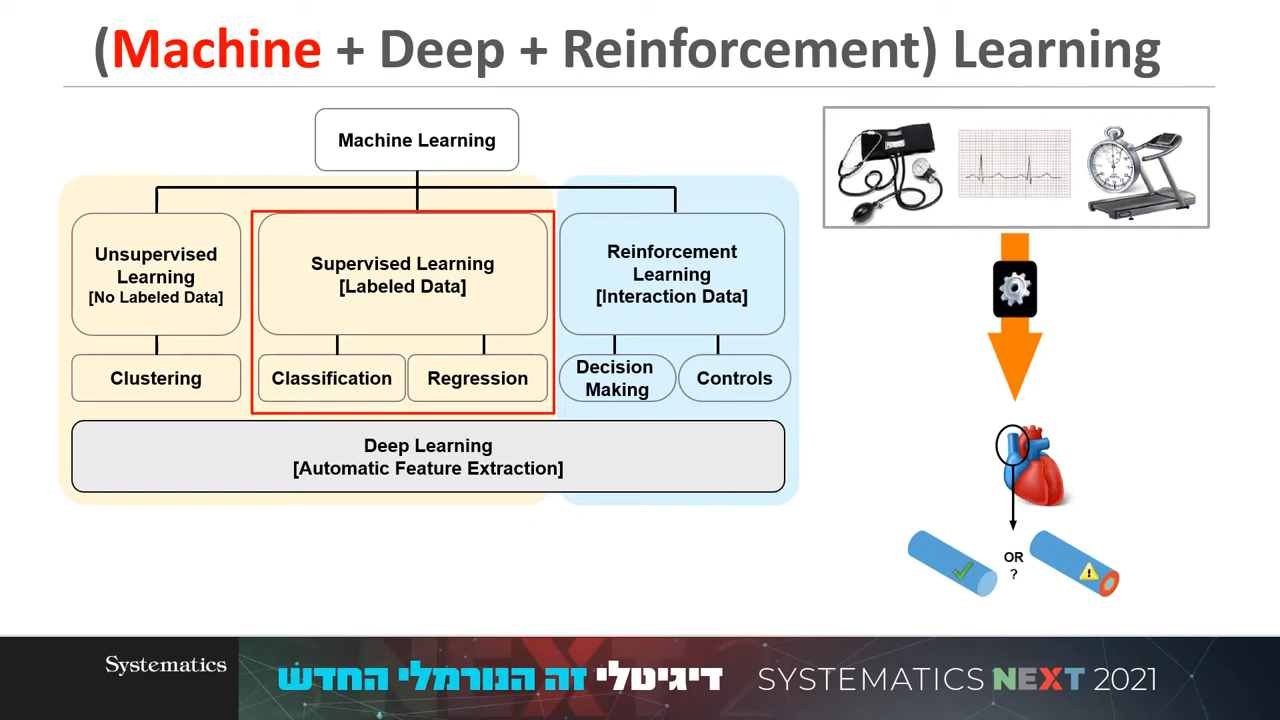 (Machine + Deep + Reinforcement) Learning
Machine Learning
Unsupervised
Learning
[No Labeled Data]
Supervised Learning
[Labeled Data]
Reinforcement
Learning
[Interaction Data]
Clustering
Classification
Regression
Decision
Making
Controls
Deep Learning
[Automatic Feature Extraction]
OR
?
Systematics
דיגיטלי זה הנורמלי החדש
SYSTEMATICS NEXT 2021